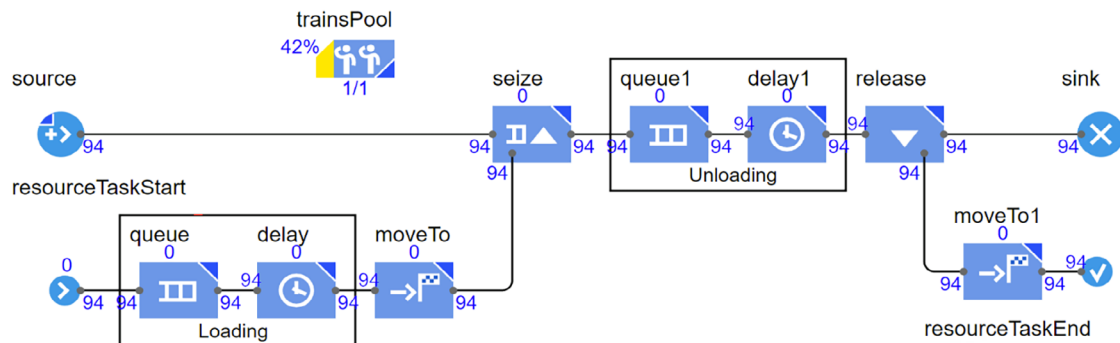 trainsPool
42%
1/1
source
seize
queue1
delay1
release
sink
0
0
0
94
94
94
94
94
94
94
94
94
94
94
94
94
Unloading
resourceTaskStart
queue
delay
moveTo
moveTo1
0
0
0
0
0
94
94
94
94
94
94
94
94
94
94
94
Loading
resourceTaskEnd